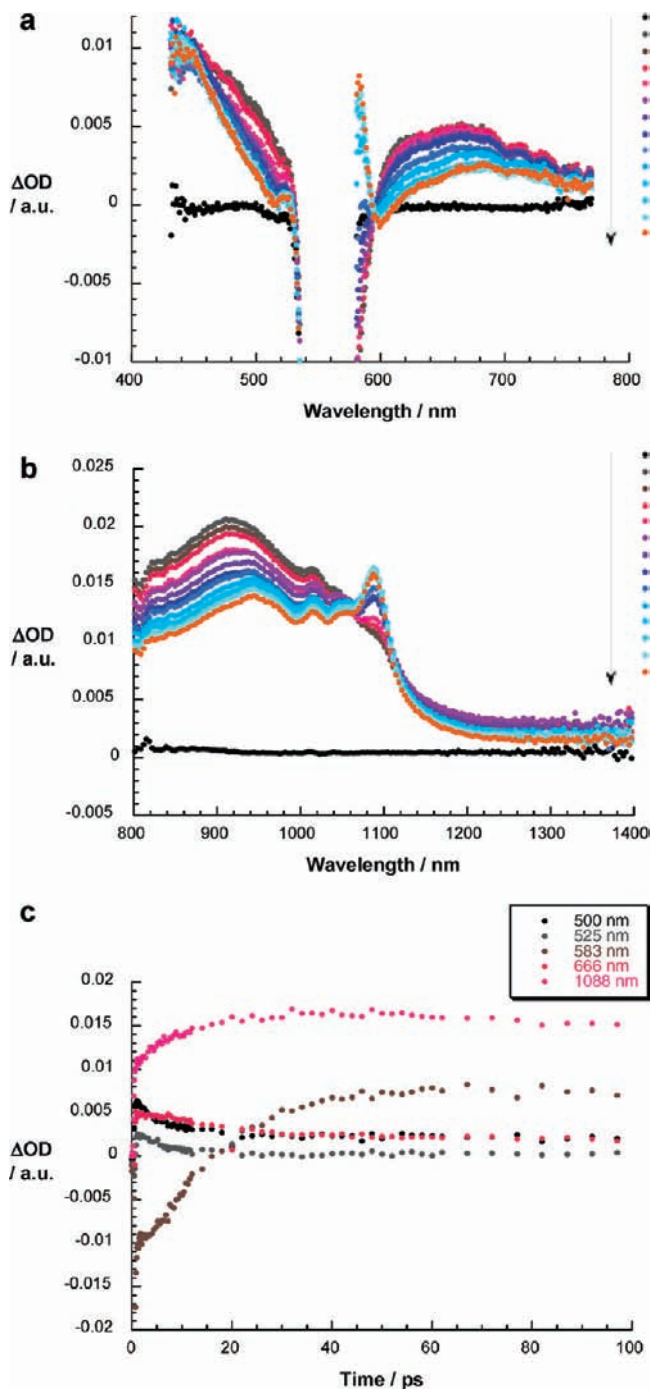 a
0.01
0.005
ΔOD
/ a.u.
0
-0.005
-0.01
400 500 600 700 800
Wavelength / nm
b
0.025
0.02
0.015
ΔOD
/ a.u.
0.01
0.005
0
-0.005
800 900 1000 1100 1200 1300 1400
Wavelength / nm
c
500 nm
525 nm
583 nm
666 nm
1088 nm
0.02
0.015
0.01
0.005
ΔOD
/ a.u.
0
-0.005
-0.01
-0.015
-0.02
0 20 40 60 80 100
Time / ps